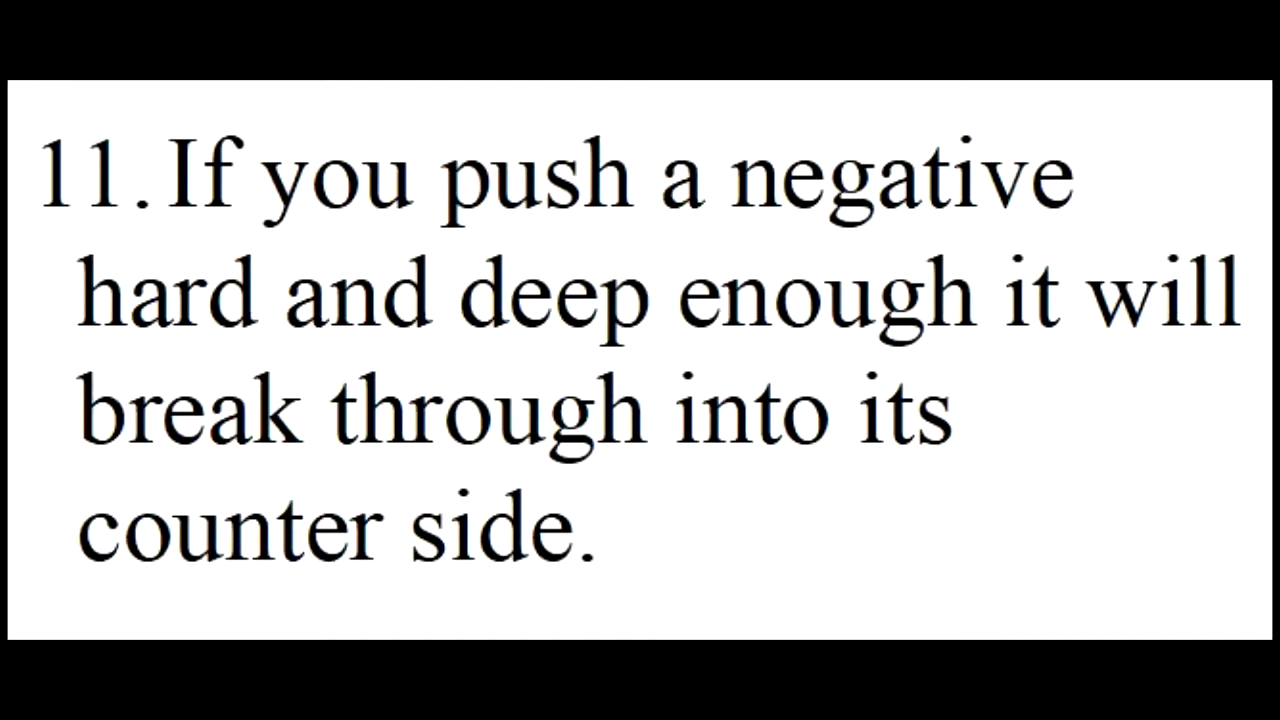 11. If you push a negative
hard and deep enough it will
break through into its
counter side.